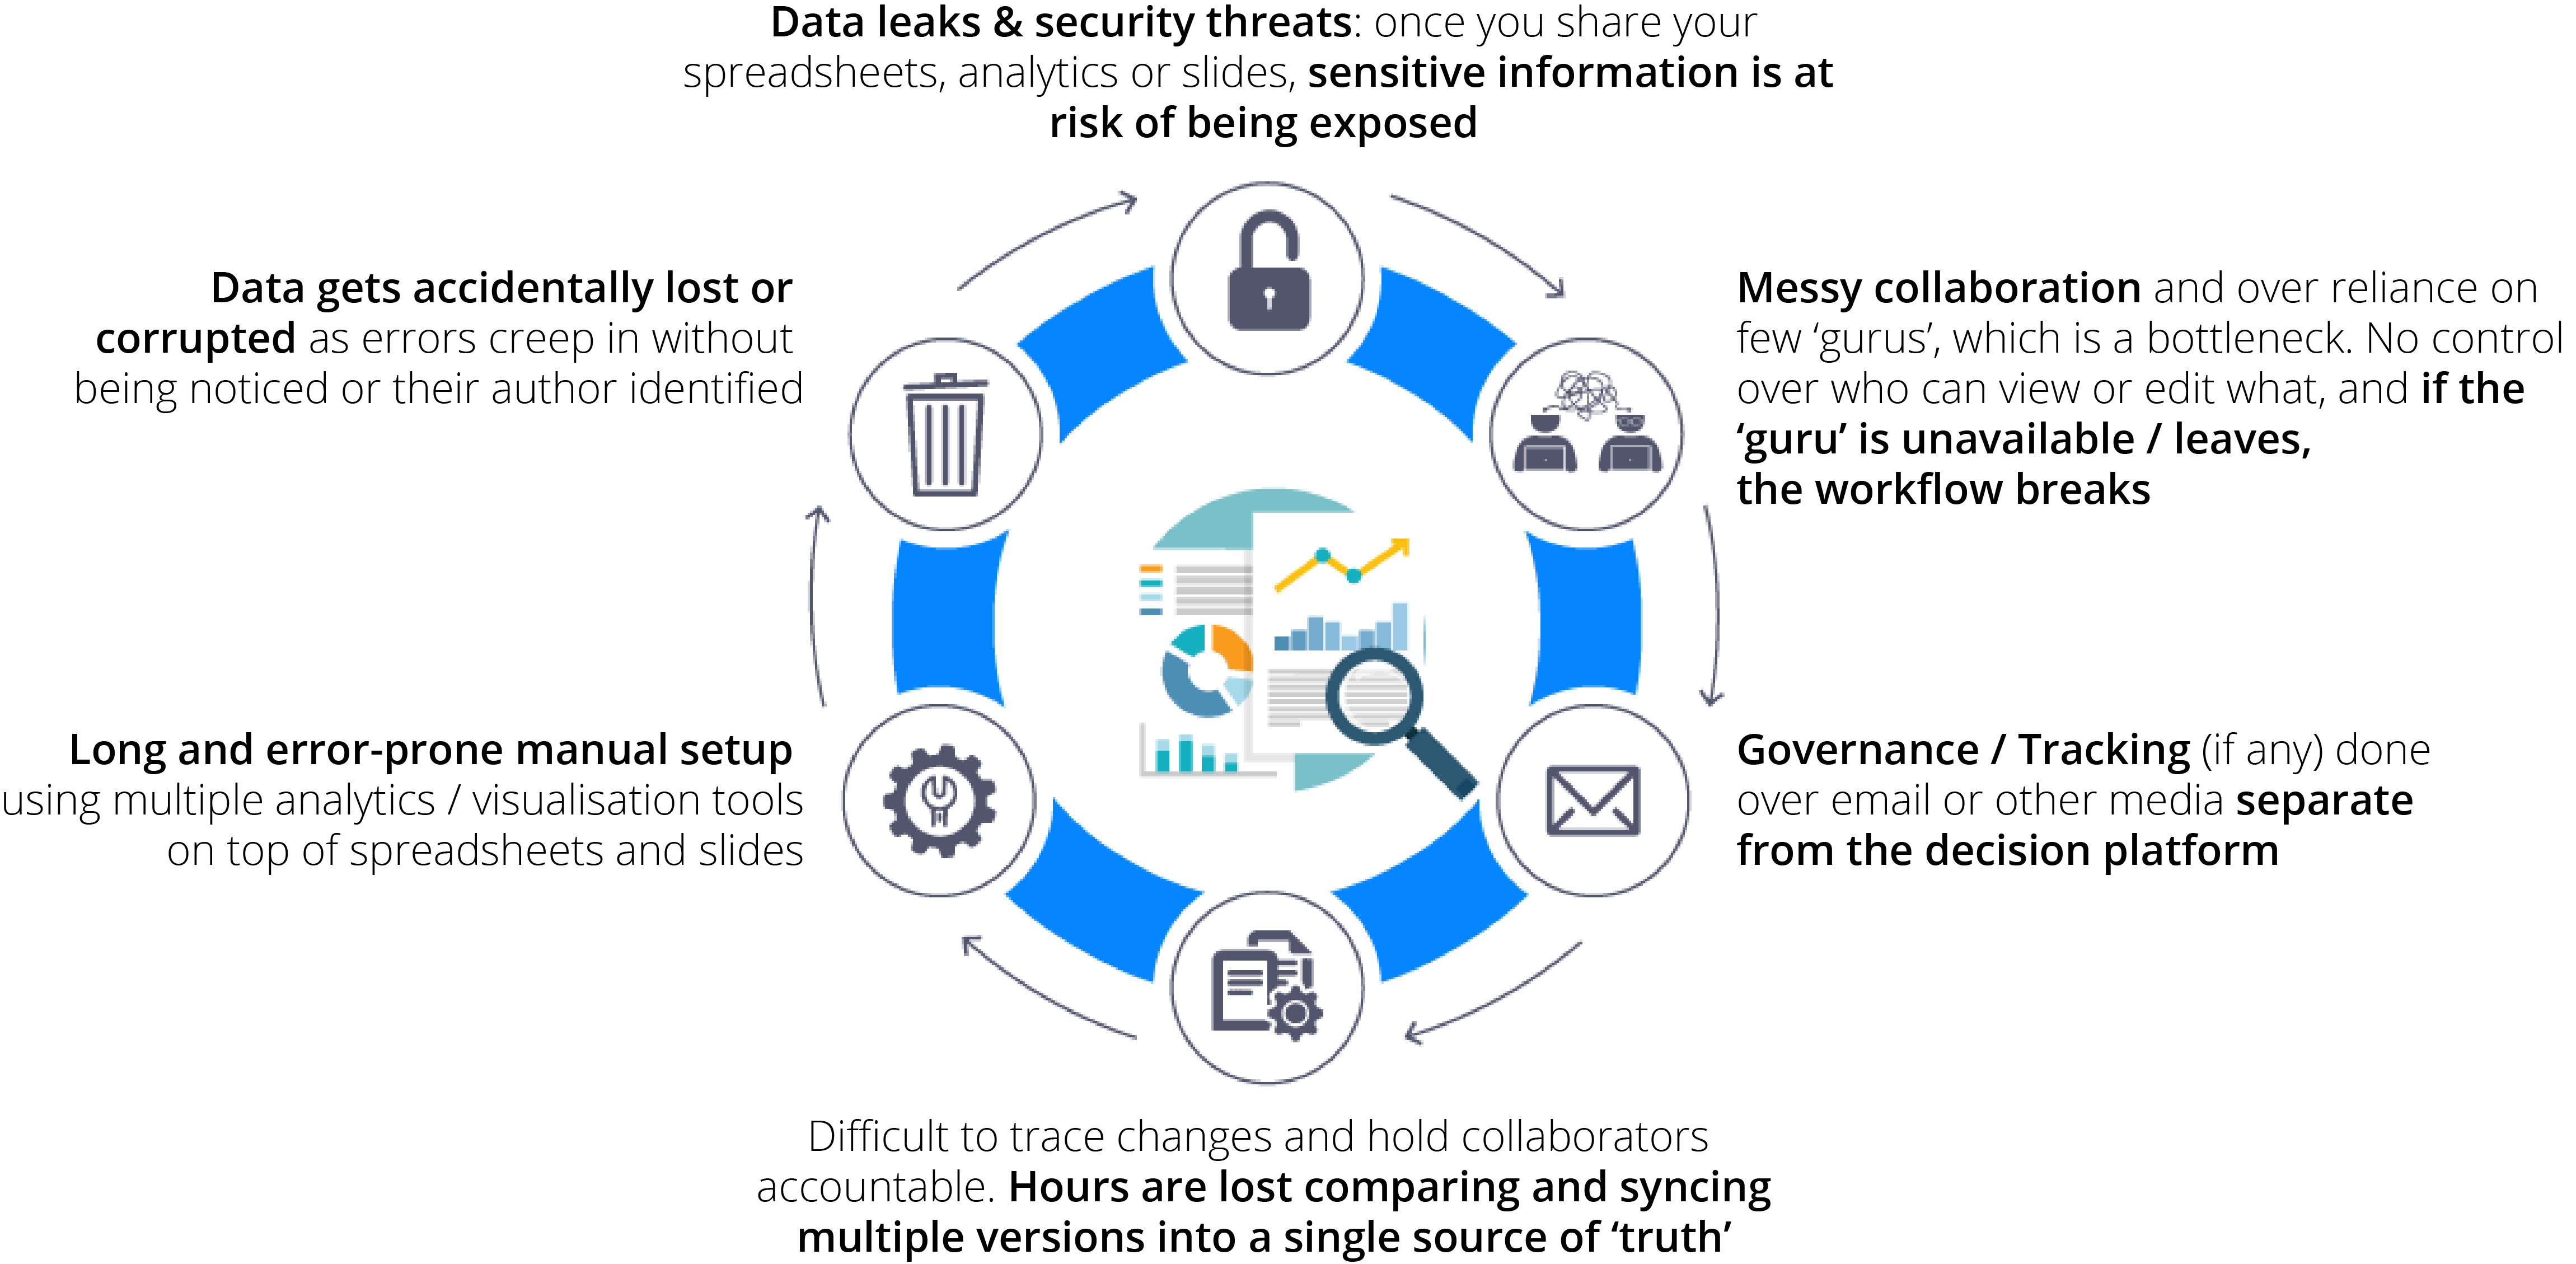 Data leaks & security threats: once you share your
spreadsheets, analytics or slides, sensitive information is at
risk of being exposed
Messy collaboration and over reliance on
few ‘gurus’, which is a bottleneck. No control
over who can view or edit what, and if the
‘guru’ is unavailable / leaves,
the workflow breaks
Governance / Tracking (if any) done
over email or other media separate
from the decision platform
Difficult to trace changes and hold collaborators
accountable. Hours are lost comparing and syncing
multiple versions into a single source of ‘truth’
Long and error-prone manual setup
using multiple analytics / visualisation tools
on top of spreadsheets and slides
Data gets accidentally lost or
corrupted as errors creep in without
being noticed or their author identified